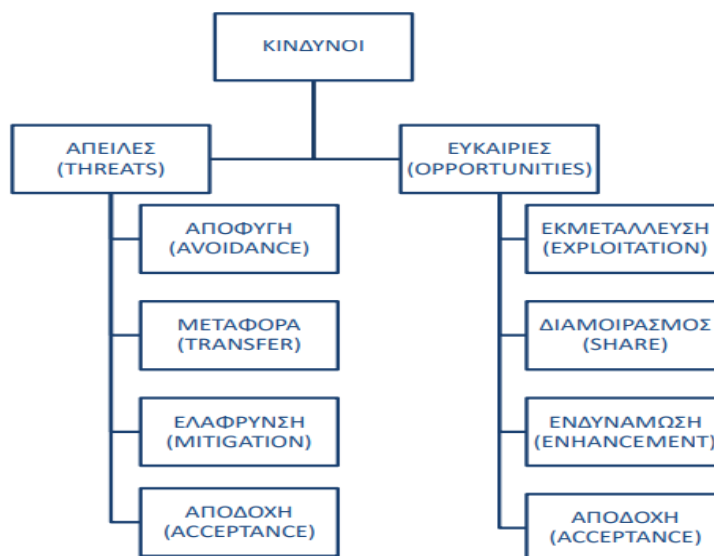 ΚΙΝΔΥΝΟΙ
ΑΠΕΙΛΕΣ
(THREATS)
ΑΠΟΦΥΓΗ
(AVOIDANCE)
ΜΕΤΑΦΟΡΑ
(TRANSFER)
ΕΛΑΦΡΥΝΣΗ
(MITIGATION)
ΑΠΟΔΟΧΗ
(ACCEPTANCE)
ΕΥΚΑΙΡΙΕΣ
(OPPORTUNITIES)
ΕΚΜΕΤΑΛΛΕΥΣΗ
(EXPLOITATION)
ΔΙΑΜΟΙΡΑΣΜΟΣ
(SHARE)
ΕΝΔΥΝΑΜΩΣΗ
(ENHANCEMENT)
ΑΠΟΔΟΧΗ
(ACCEPTANCE)